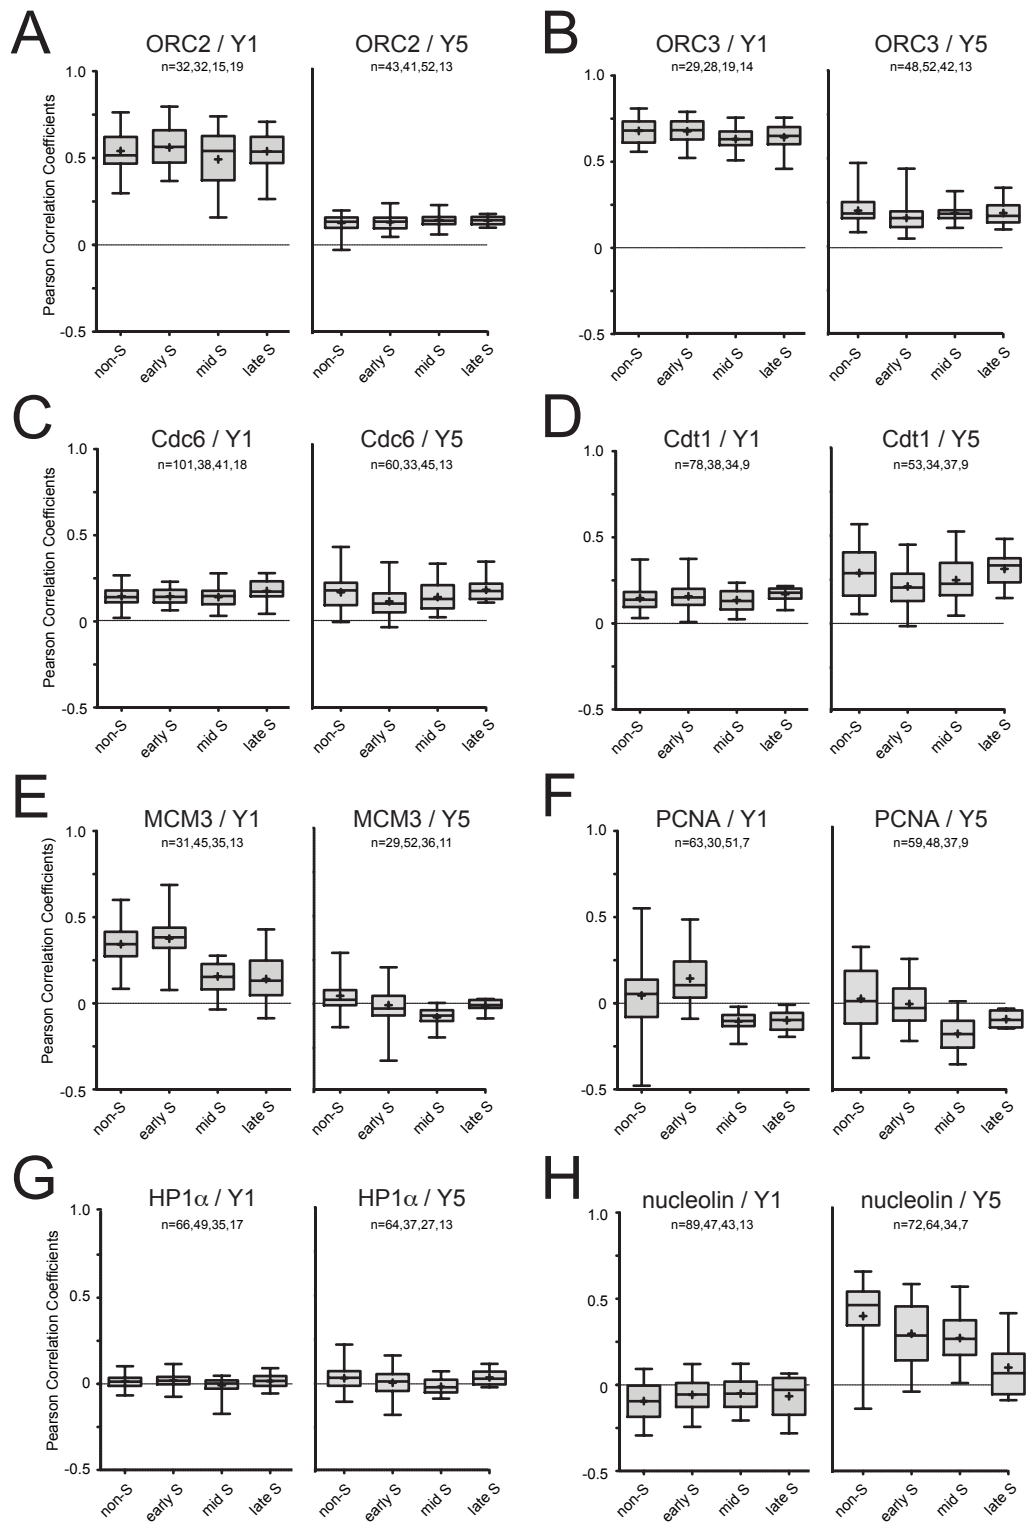 A
ORC2 / Y1
n=32,32,15,19
ORC2 / Y5
n=43,41,52,13
Pearson Correlation Coefficients
1.0
0.5
0
-0.5
non-S
early S
mid S
late S
non-S
early S
mid S
late S
B
ORC3 / Y1
n=29,28,19,14
ORC3 / Y5
n=48,52,42,13
1.0
0.5
0
-0.5
non-S
early S
mid S
late S
non-S
early S
mid S
late S
C
Cdc6 / Y1
n=101,38,41,18
Cdc6 / Y5
n=60,33,45,13
Pearson Correlation Coefficients
1.0
0.5
0
-0.5
non-S
early S
mid S
late S
non-S
early S
mid S
late S
D
Cdt1 / Y1
n=78,38,34,9
Cdt1 / Y5
n=53,34,37,9
1.0
0.5
0
-0.5
non-S
early S
mid S
late S
non-S
early S
mid S
late S
E
MCM3 / Y1
n=31,45,35,13
MCM3 / Y5
n=29,52,36,11
Pearson Correlation Coefficients)
1.0
0.5
0
-0.5
non-S
early S
mid S
late S
non-S
early S
mid S
late S
F
PCNA / Y1
n=63,30,51,7
PCNA / Y5
n=59,48,37,9
1.0
0.5
0
-0.5
non-S
early S
mid S
late S
non-S
early S
mid S
late S
G
HP1α / Y1
n=66,49,35,17
HP1α / Y5
n=64,37,27,13
Pearson Correlation Coefficients
1.0
0.5
0
-0.5
non-S
early S
mid S
late S
non-S
early S
mid S
late S
H
nucleolin / Y1
n=89,47,43,13
nucleolin / Y5
n=72,64,34,7
1.0
0.5
0
-0.5
non-S
early S
mid S
late S
non-S
early S
mid S
late S